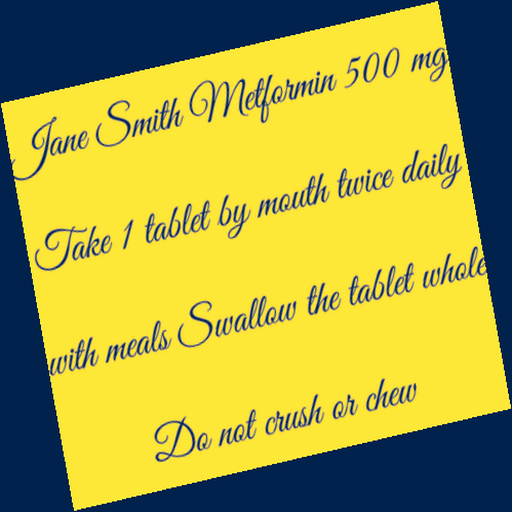 Jane Smith Metformin 500 mg
Take 1 tablet by mouth twice daily
with meals Swallow the tablet whole
Do not crush or chew